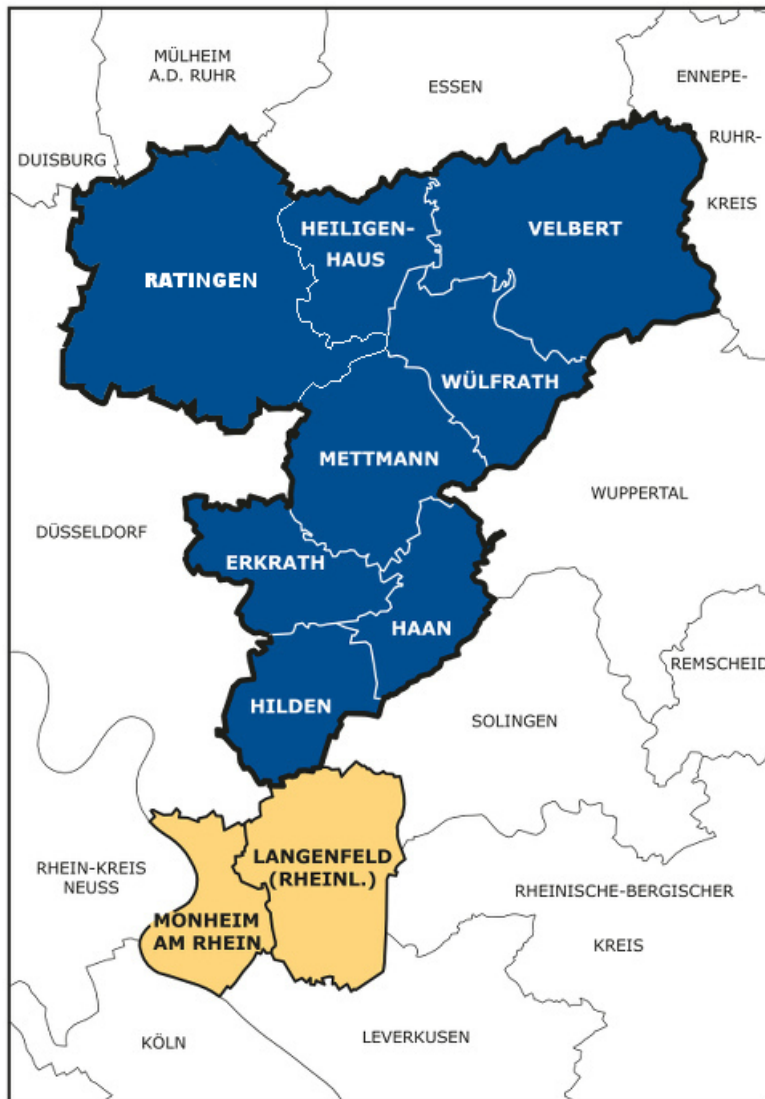 MÜLHEIM
A.D. RUHR
ESSEN
ENNEPE-
RUHR-
KREIS
DUISBURG
HEILIGEN-
HAUS
VELBERT
RATINGEN
WÜLFRATH
METTMANN
WUPPERTAL
DÜSSELDORF
ERKRATH
HAAN
REMSCHEID
HILDEN
SOLINGEN
LANGENFELD
(RHEINL.)
RHEIN-KREIS
NEUSS
RHEINISCHE-BERGISCHER
KREIS
MONHEIM
AM RHEIN
KÖLN
LEVERKUSEN